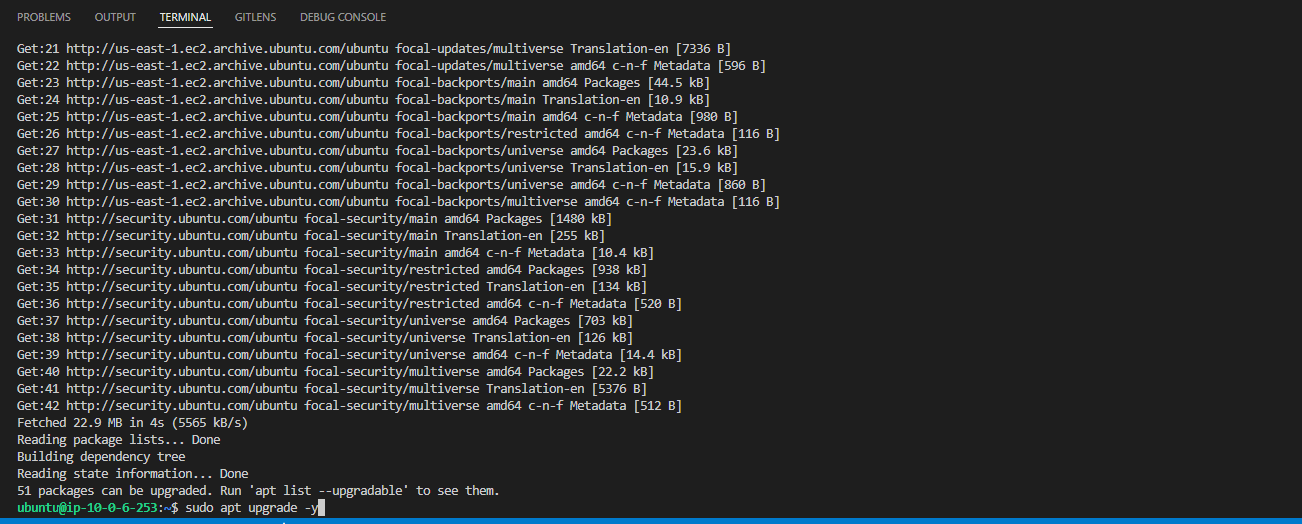 PROBLEMS OUTPUT TERMINAL GITLENS DEBUG CONSOLE
Get:21 http://us-east-1.ec2.archive.ubuntu.com/ubuntu focal-updates/multiverse Translation-en [7336 B]
Get:22 http://us-east-1.ec2.archive.ubuntu.com/ubuntu focal-updates/multiverse amd64 c-n-f Metadata [596 B]
Get:23 http://us-east-1.ec2.archive.ubuntu.com/ubuntu focal-backports/main amd64 Packages [44.5 kB]
Get:24 http://us-east-1.ec2.archive.ubuntu.com/ubuntu focal-backports/main Translation-en [10.9 kB]
Get:25 http://us-east-1.ec2.archive.ubuntu.com/ubuntu focal-backports/main amd64 c-n-f Metadata [980 B]
Get:26 http://us-east-1.ec2.archive.ubuntu.com/ubuntu focal-backports/restricted amd64 c-n-f Metadata [116 B]
Get:27 http://us-east-1.ec2.archive.ubuntu.com/ubuntu focal-backports/universe amd64 Packages [23.6 kB]
Get:28 http://us-east-1.ec2.archive.ubuntu.com/ubuntu focal-backports/universe Translation-en [15.9 kB]
Get:29 http://us-east-1.ec2.archive.ubuntu.com/ubuntu focal-backports/universe amd64 c-n-f Metadata [860 B]
Get:30 http://us-east-1.ec2.archive.ubuntu.com/ubuntu focal-backports/multiverse amd64 c-n-f Metadata [116 B]
Get:31 http://security.ubuntu.com/ubuntu focal-security/main amd64 Packages [1480 kB]
Get:32 http://security.ubuntu.com/ubuntu focal-security/main Translation-en [255 kB]
Get:33 http://security.ubuntu.com/ubuntu focal-security/main amd64 c-n-f Metadata [10.4 kB]
Get:34 http://security.ubuntu.com/ubuntu focal-security/restricted amd64 Packages [938 kB]
Get:35 http://security.ubuntu.com/ubuntu focal-security/restricted Translation-en [134 kB]
Get:36 http://security.ubuntu.com/ubuntu focal-security/restricted amd64 c-n-f Metadata [520 B]
Get:37 http://security.ubuntu.com/ubuntu focal-security/universe amd64 Packages [703 kB]
Get:38 http://security.ubuntu.com/ubuntu focal-security/universe Translation-en [126 kB]
Get:39 http://security.ubuntu.com/ubuntu focal-security/universe amd64 c-n-f Metadata [14.4 kB]
Get:40 http://security.ubuntu.com/ubuntu focal-security/multiverse amd64 Packages [22.2 kB]
Get:41 http://security.ubuntu.com/ubuntu focal-security/multiverse Translation-en [5376 B]
Get:42 http://security.ubuntu.com/ubuntu focal-security/multiverse amd64 c-n-f Metadata [512 B]
Fetched 22.9 MB in 4s (5565 kB/s)
Reading package lists... Done
Building dependency tree
Reading state information... Done
51 packages can be upgraded. Run 'apt list --upgradable' to see them.
ubuntu@ip-10-0-6-253:~$ sudo apt upgrade -y